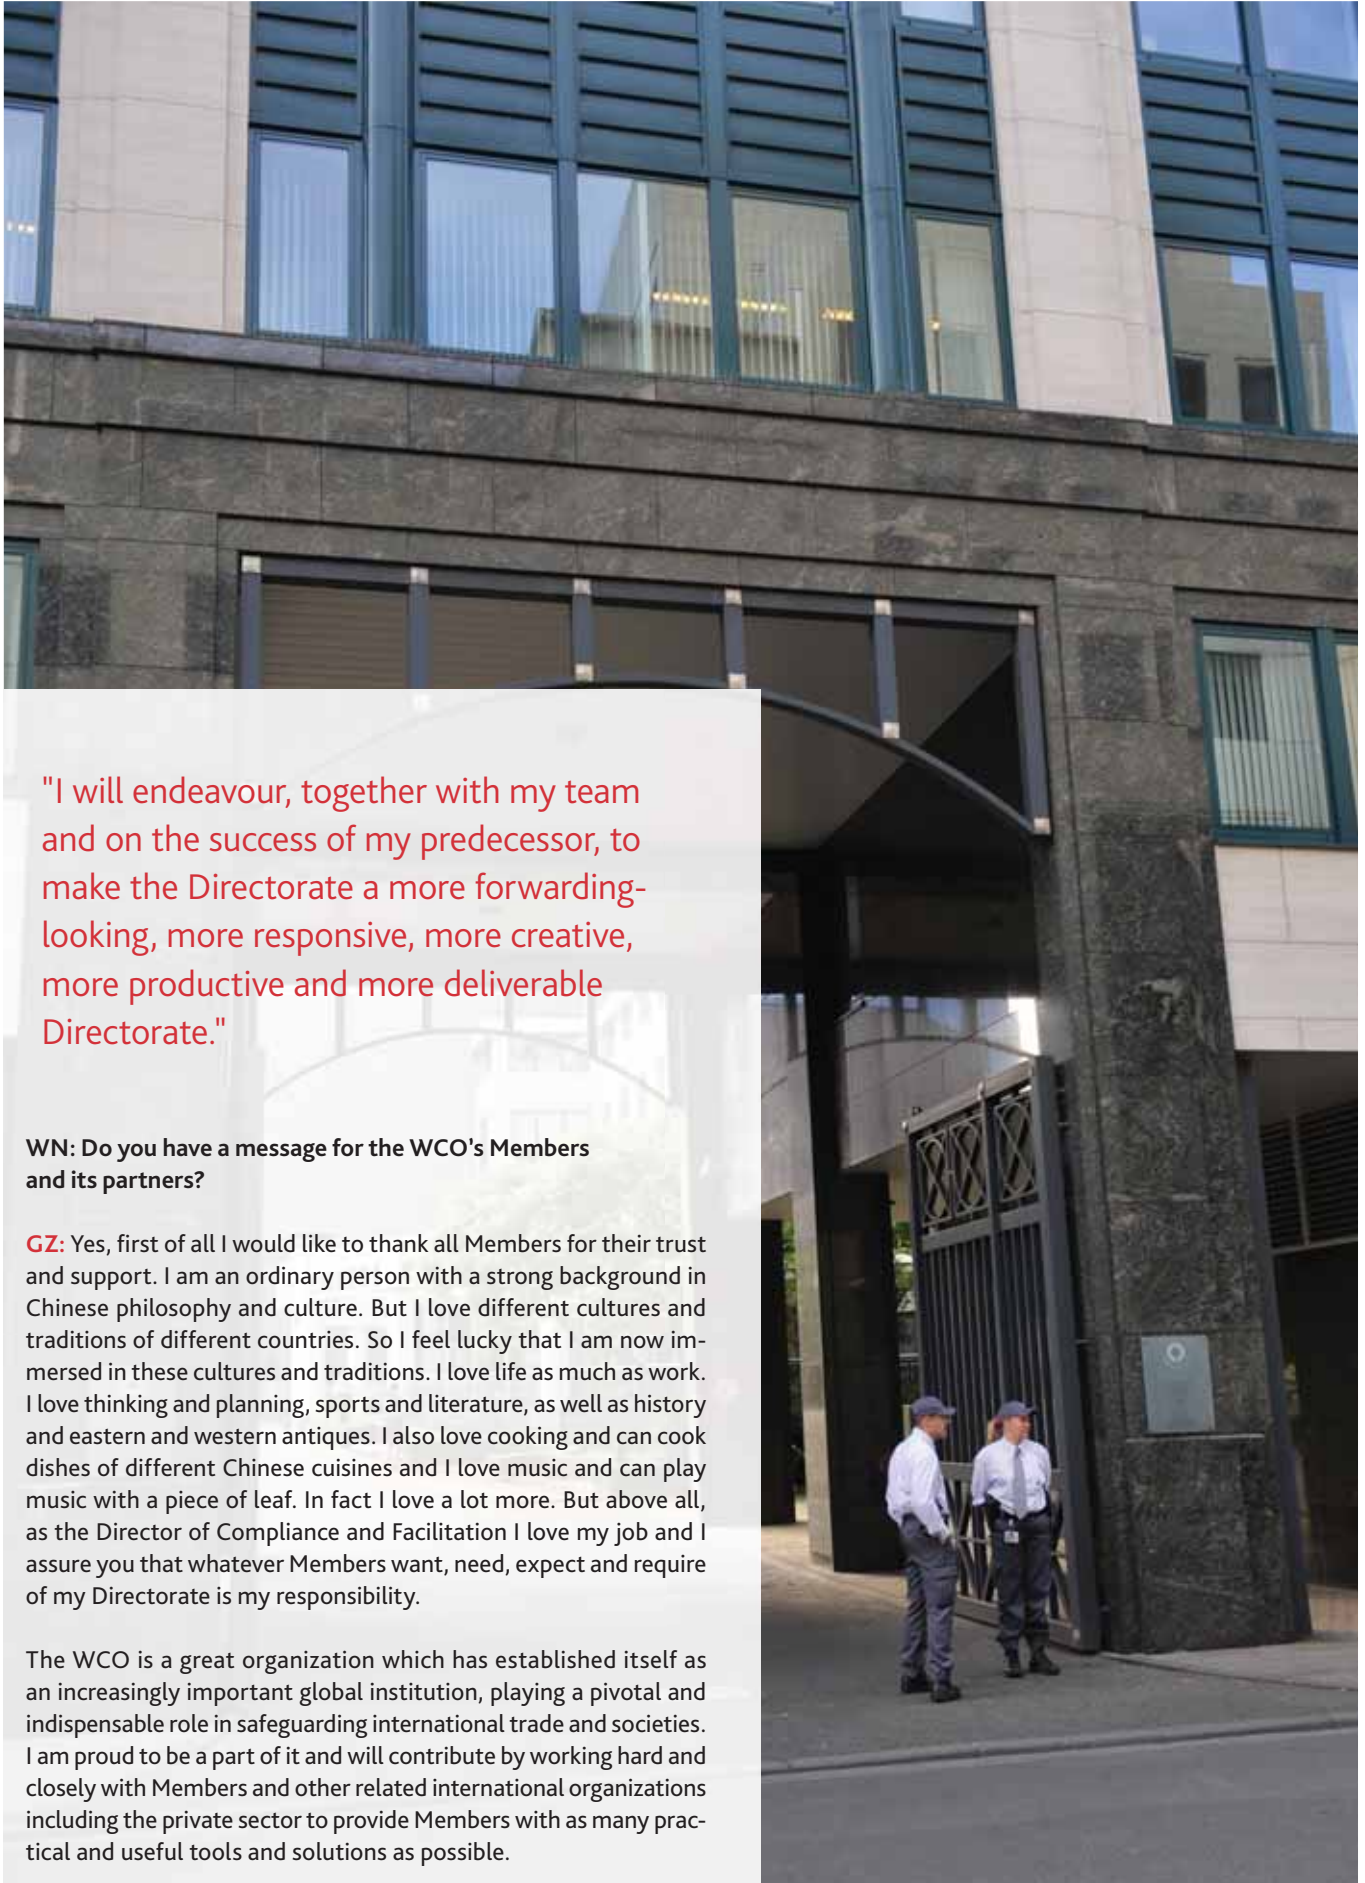 "I will endeavour, together with my team
and on the success of my predecessor, to
make the Directorate a more forwarding-
looking, more responsive, more creative,
more productive and more deliverable
Directorate."
WN: Do you have a message for the WCO's Members
and its partners?
GZ: Yes, first of all I would like to thank all Members for their trust
and support. I am an ordinary person with a strong background in
Chinese philosophy and culture. But I love different cultures and
traditions of different countries. So I feel lucky that I am now im-
mersed in these cultures and traditions. I love life as much as work.
I love thinking and planning, sports and literature, as well as history
and eastern and western antiques. I also love cooking and can cook
dishes of different Chinese cuisines and I love music and can play
music with a piece of leaf. In fact I love a lot more. But above all,
as the Director of Compliance and Facilitation I love my job and I
assure you that whatever Members want, need, expect and require
of my Directorate is my responsibility.
The WCO is a great organization which has established itself as
an increasingly important global institution, playing a pivotal and
indispensable role in safeguarding international trade and societies.
I am proud to be a part of it and will contribute by working hard and
closely with Members and other related international organizations
including the private sector to provide Members with as many prac-
tical and useful tools and solutions as possible.